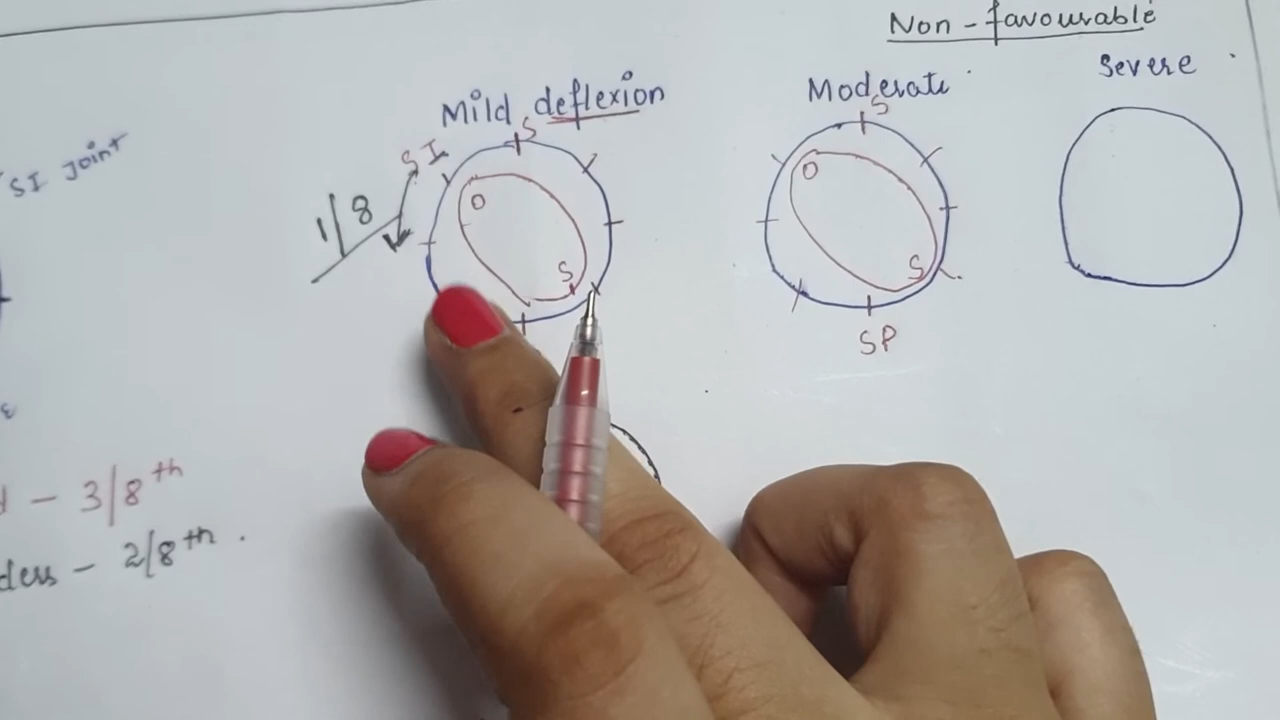 Non-favourable
Mild deflexion
Moderate
Severe
SI Joint
SI
S
S
1/8
O
S
O
S
SP
- 3/8th
- 2/8th.